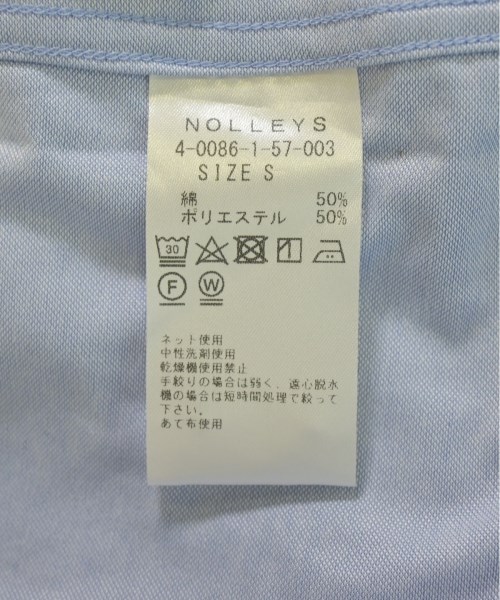 NOLLEYS
4-0086-1-57-003
SIZE S
綿 50%
ポリエステル 50%
30
F W
ネット使用
中性洗剤使用
乾燥機使用禁止
手絞りの場合は弱く、遠心脱水
機の場合は短時間処理で絞って
下さい。
あて布使用